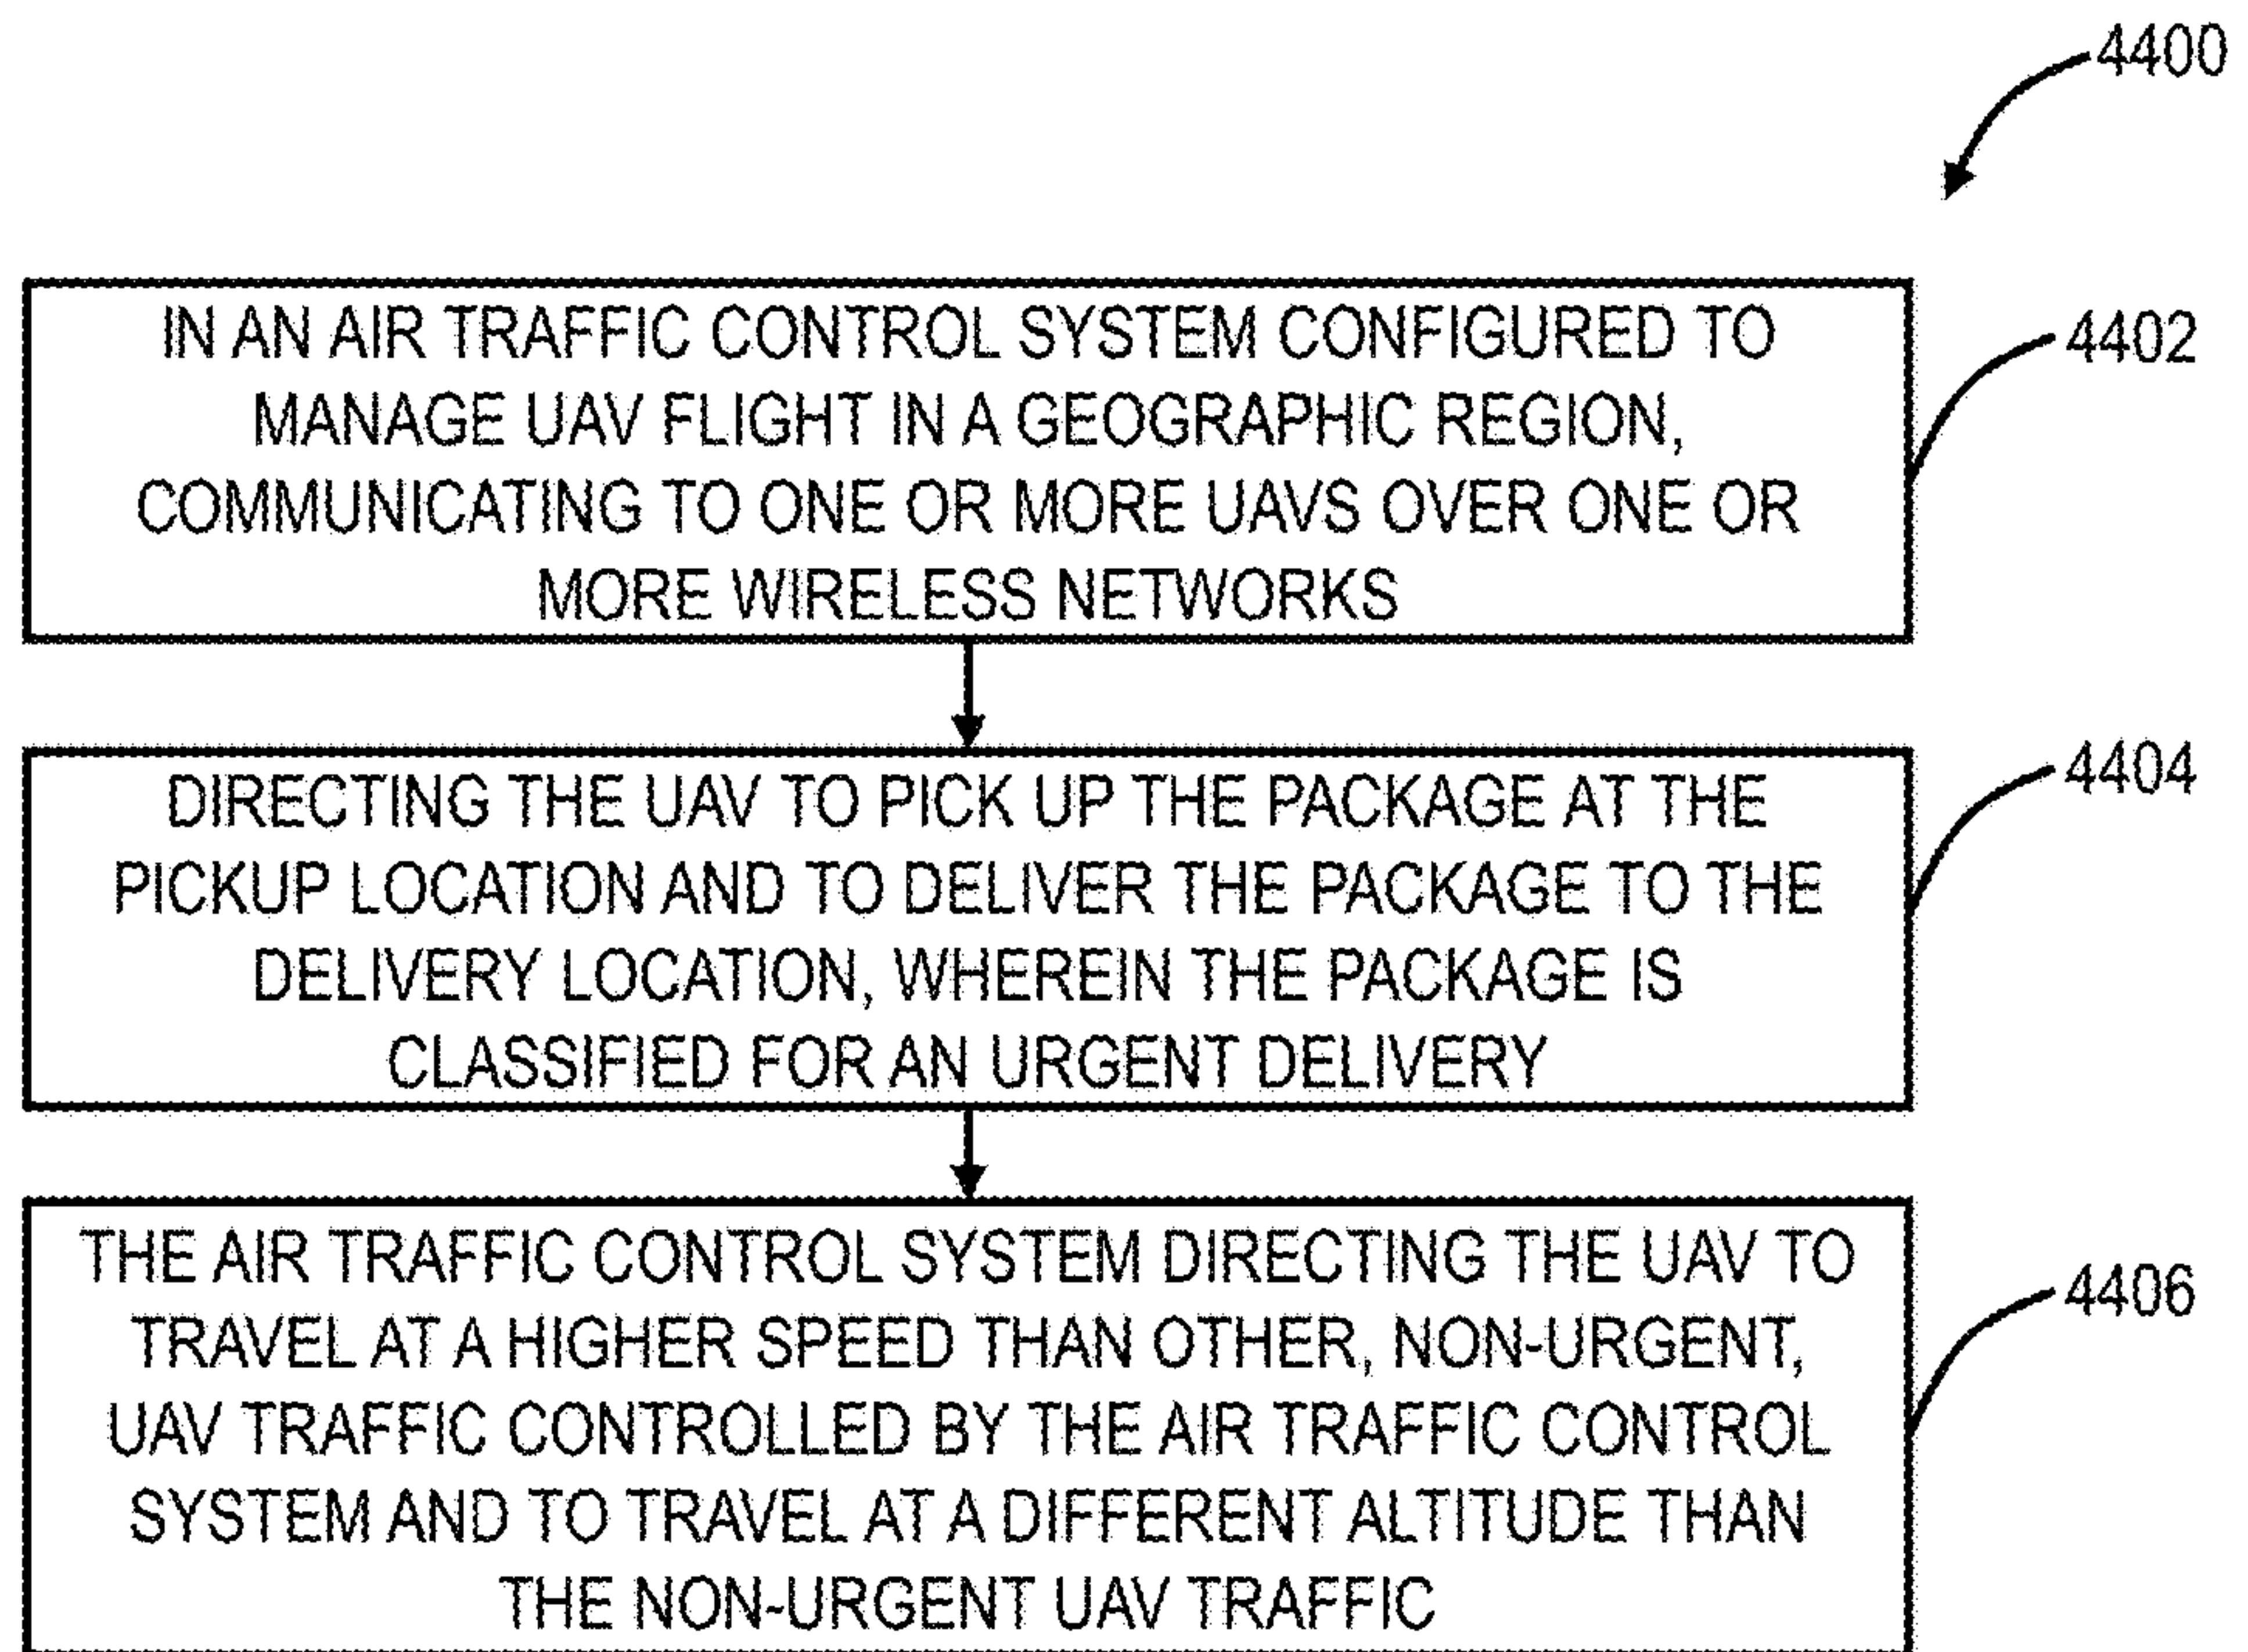 4400
IN AN AIR TRAFFIC CONTROL SYSTEM CONFIGURED TO
MANAGE UAV FLIGHT IN A GEOGRAPHIC REGION,
COMMUNICATING TO ONE OR MORE UAVS OVER ONE OR
MORE WIRELESS NETWORKS
4402
DIRECTING THE UAV TO PICK UP THE PACKAGE AT THE
PICKUP LOCATION AND TO DELIVER THE PACKAGE TO THE
DELIVERY LOCATION, WHEREIN THE PACKAGE IS
CLASSIFIED FOR AN URGENT DELIVERY
4404
THE AIR TRAFFIC CONTROL SYSTEM DIRECTING THE UAV TO
TRAVEL AT A HIGHER SPEED THAN OTHER, NON-URGENT,
UAV TRAFFIC CONTROLLED BY THE AIR TRAFFIC CONTROL
SYSTEM AND TO TRAVEL AT A DIFFERENT ALTITUDE THAN
THE NON-URGENT UAV TRAFFIC
4406